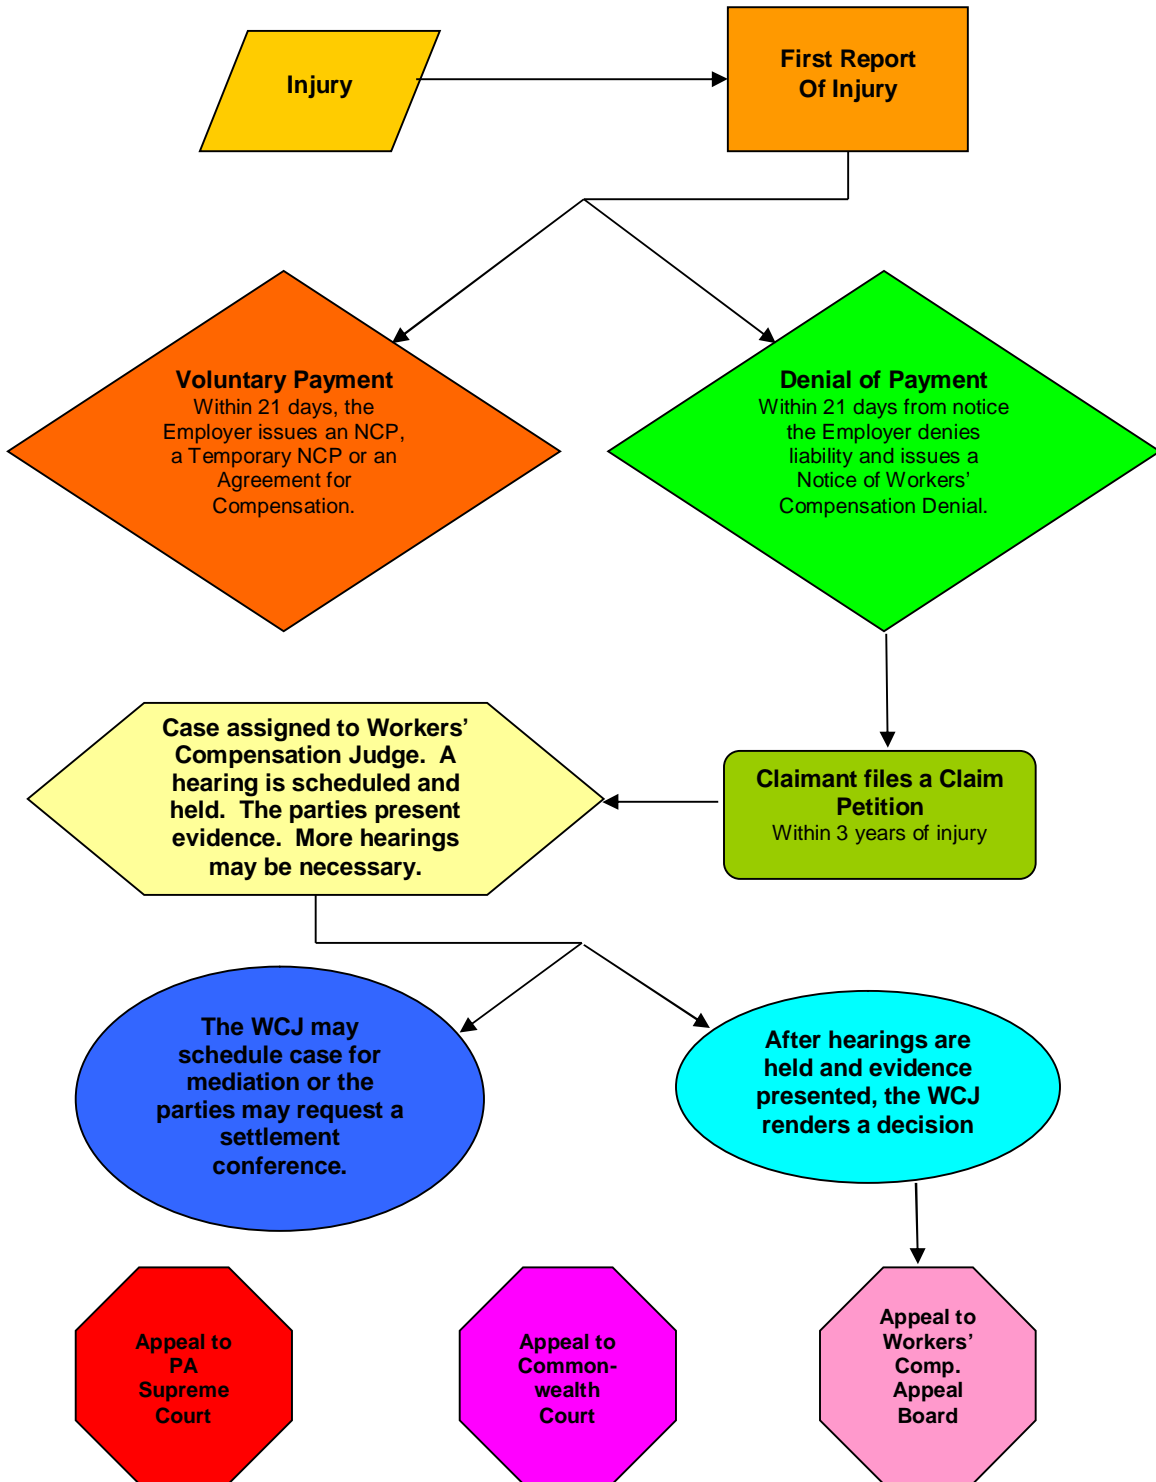 Injury
First Report
Of Injury
Voluntary Payment
Within 21 days, the
Employer issues an NCP,
a Temporary NCP or an
Agreement for
Compensation.
Denial of Payment
Within 21 days from notice
the Employer denies
liability and issues a
Notice of Workers’
Compensation Denial.
Case assigned to Workers’
Compensation Judge.  A
hearing is scheduled and
held.  The parties present
evidence.  More hearings
may be necessary.
Claimant files a Claim
Petition
Within 3 years of injury
The WCJ may
schedule case for
mediation or the
parties may request a
settlement
conference.
After hearings are
held and evidence
presented, the WCJ
renders a decision
Appeal to
PA
Supreme
Court
Appeal to
Common-
wealth
Court
Appeal to
Workers’
Comp.
Appeal
Board